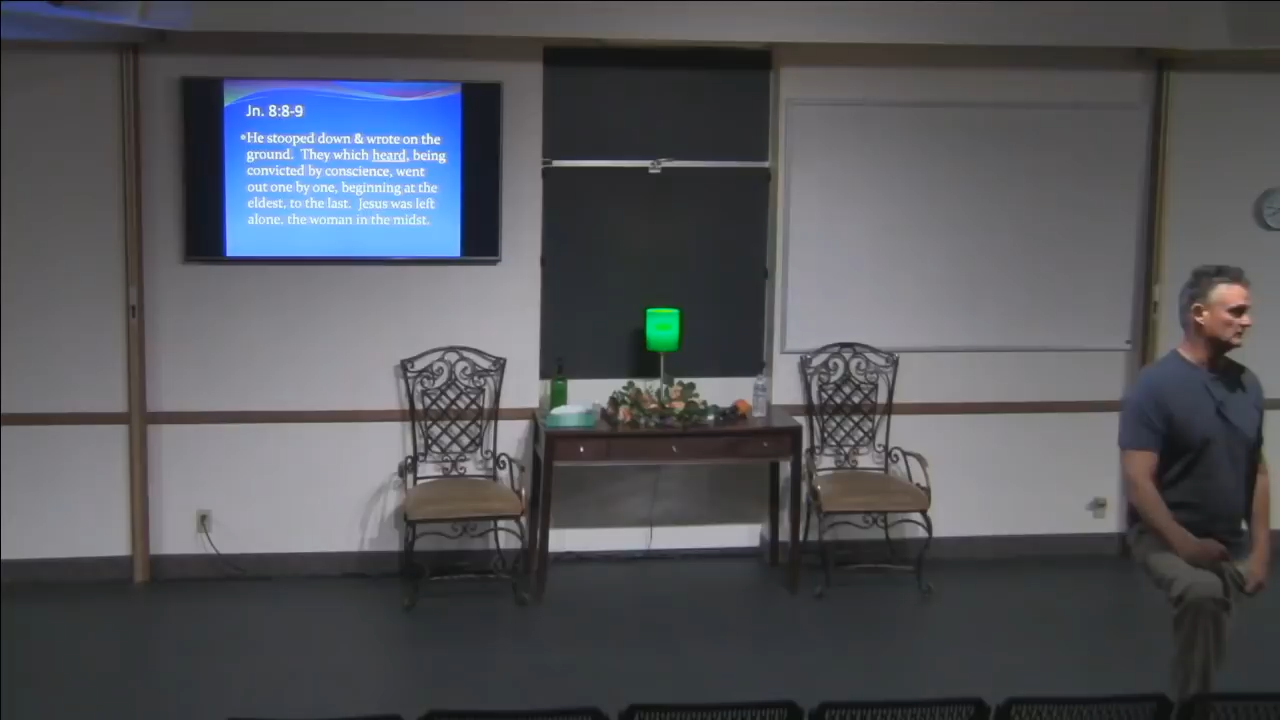 Jn. 8:8-9
•He stooped down & wrote on the
ground. They which heard, being
convicted by conscience, went
out one by one, beginning at the
eldest, to the last. Jesus was left
alone, the woman in the midst.